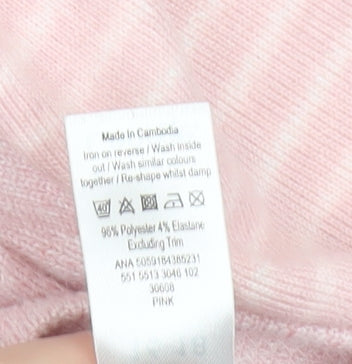 Made In Cambodia
Iron on reverse / Wash inside
out / Wash similar colours
together / Re-shape whilst damp
40
96% Polyester 4% Elastane
Excluding Trim
ANA 5059184385231
551 5513 3046 102
30608
PINK